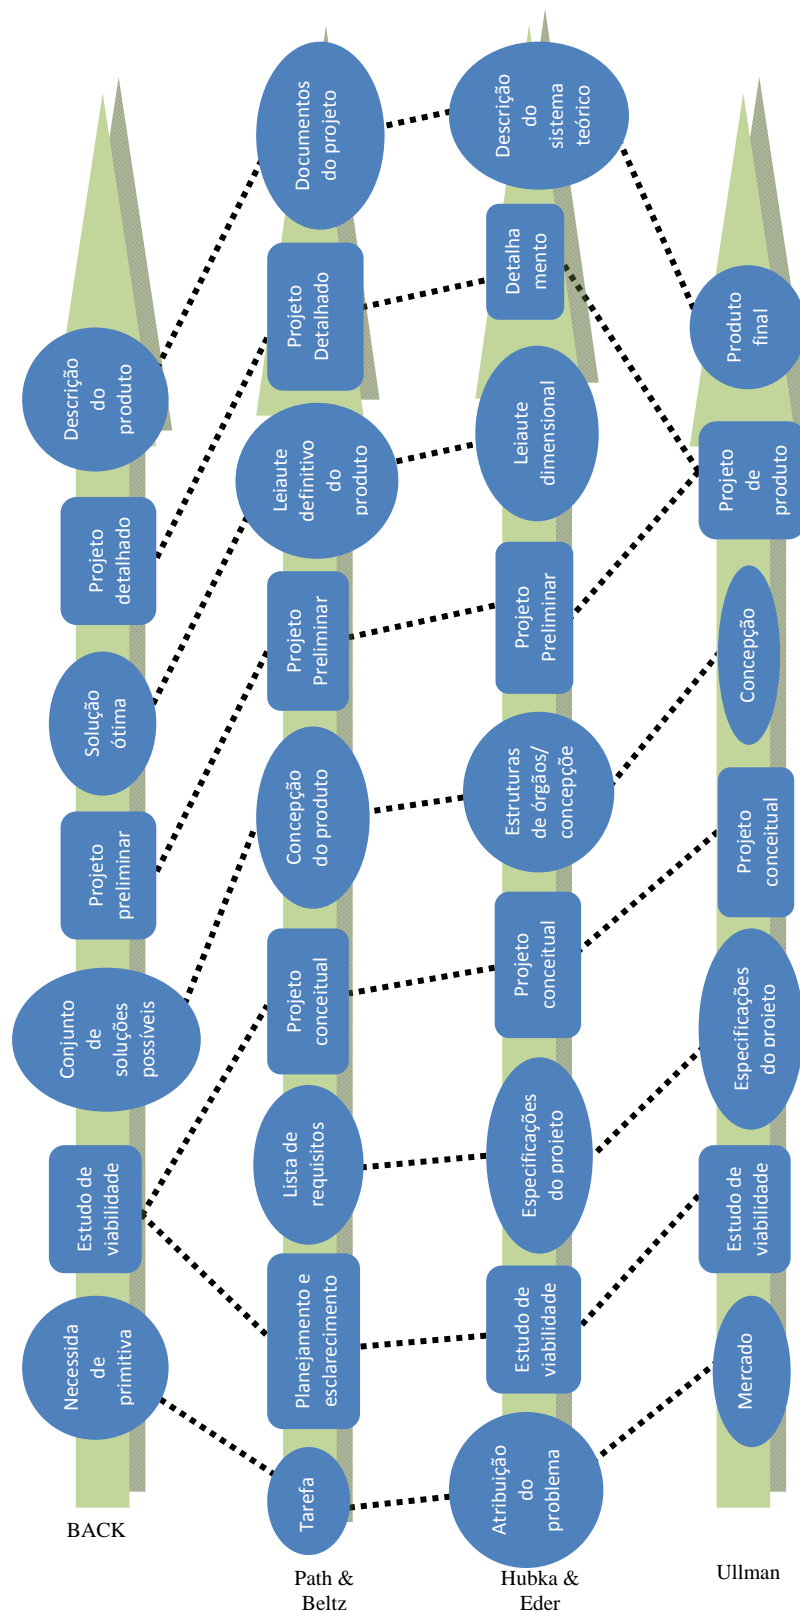 BACK
Necessida
de
primitiva
Estudo de
viabilidade
Conjunto
de
soluções
possíveis
Projeto
preliminar
Solução
ótima
Projeto
detalhado
Descrição
do
produto
Path &
Beltz
Tarefa
Planejamento e
esclarecimento
Lista de
requisitos
Projeto
conceitual
Concepção
do produto
Projeto
Preliminar
Leiaute
definitivo
do
produto
Projeto
Detalhado
Documentos
do projeto
Hubka &
Eder
Atribuição
do
problema
Estudo de
viabilidade
Especificações
do projeto
Projeto
conceitual
Estruturas
de órgãos/
concepçõe
Projeto
Preliminar
Leiaute
dimensional
Detalha
mento
Descrição
do
sistema
teórico
Ullman
Mercado
Estudo de
viabilidade
Especificações
do projeto
Projeto
conceitual
Concepção
Projeto
de
produto
Produto
final